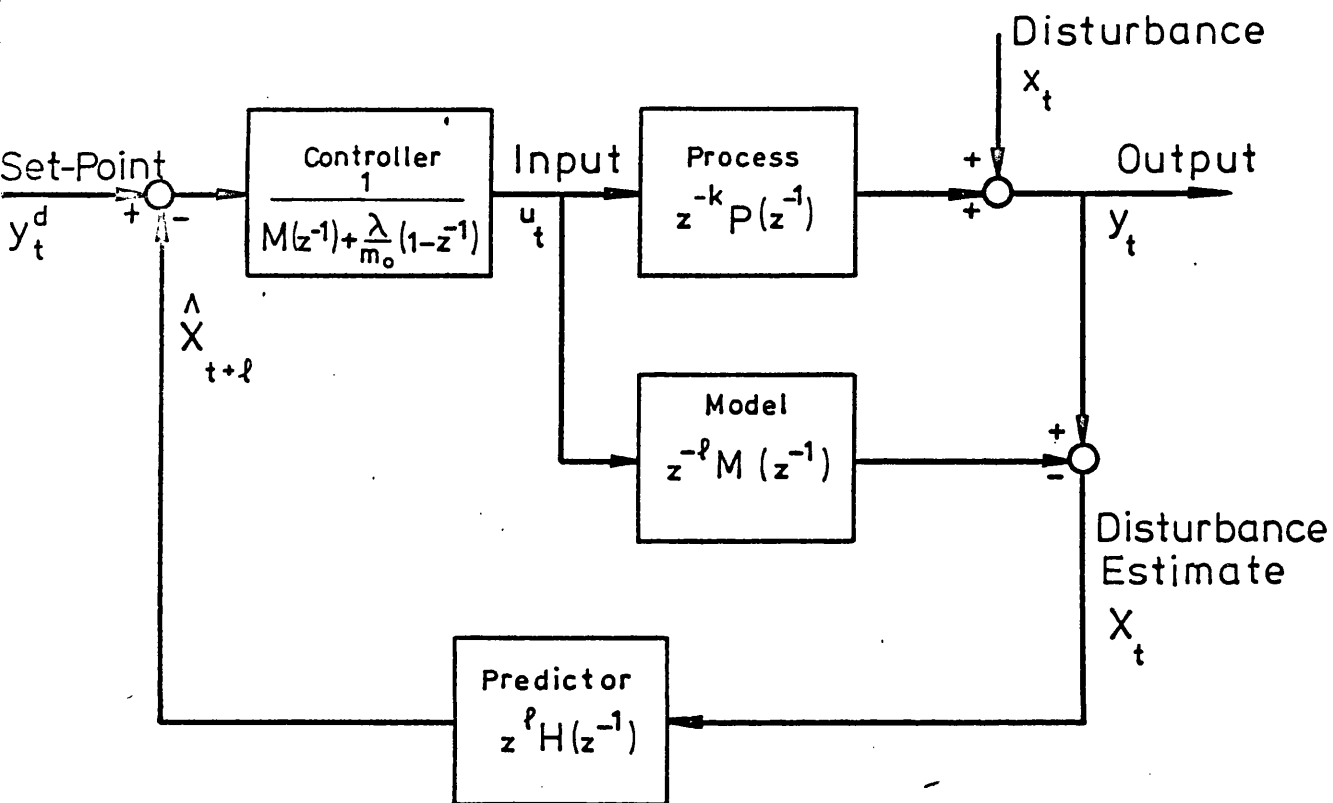 Disturbance
x_t
Set-Point
y_t^d
+
-
Controller
1
M(z^-1)+λ/m_o(1-z^-1)
Input
u_t
Process
z^-k P(z^-1)
+
+
Output
y_t
X̂_t+ℓ
Model
z^-ℓ M (z^-1)
+
-
Disturbance
Estimate
X_t
Predictor
z^ℓ H(z^-1)